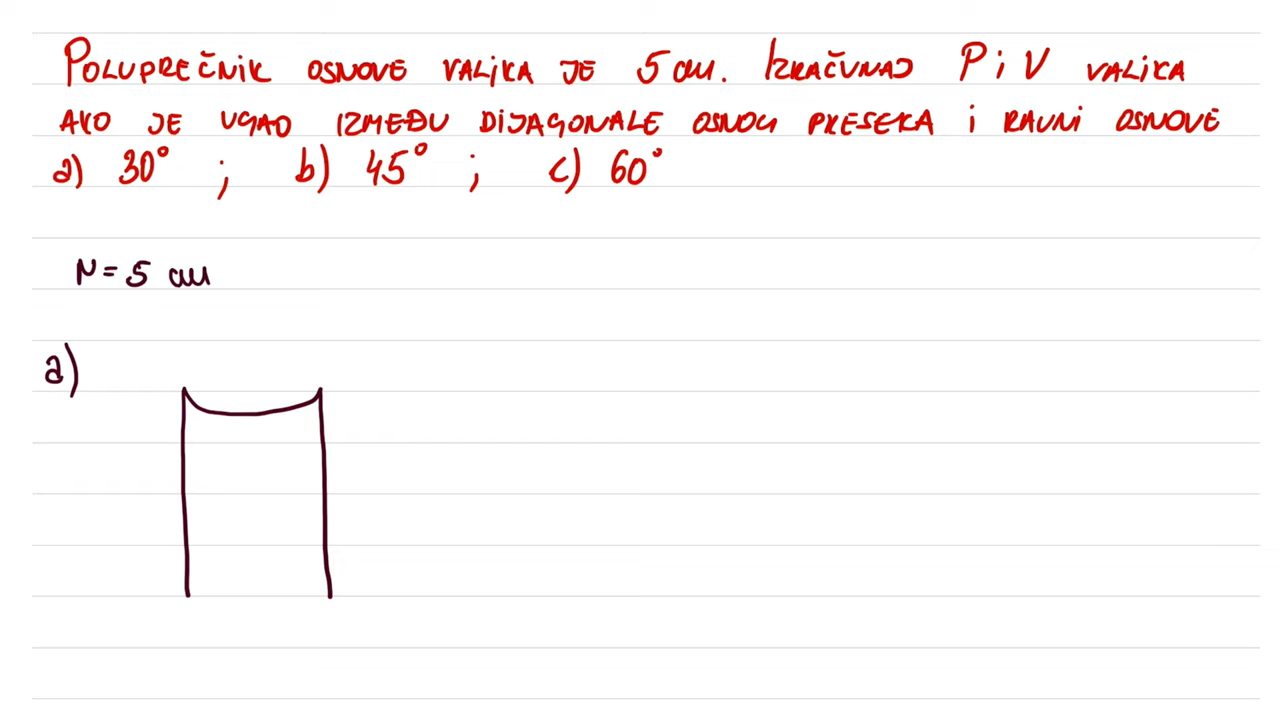 POLUPREČNIK OSNOVE VALJKA JE 5 cm. IZRAČUNAJ P i V VALJKA
AKO JE UGAO IZMEĐU DIJAGONALE OSNOG PRESEKA i RAVNI OSNOVE
a) 30° ; b) 45° ; c) 60°
r = 5 cm
a)